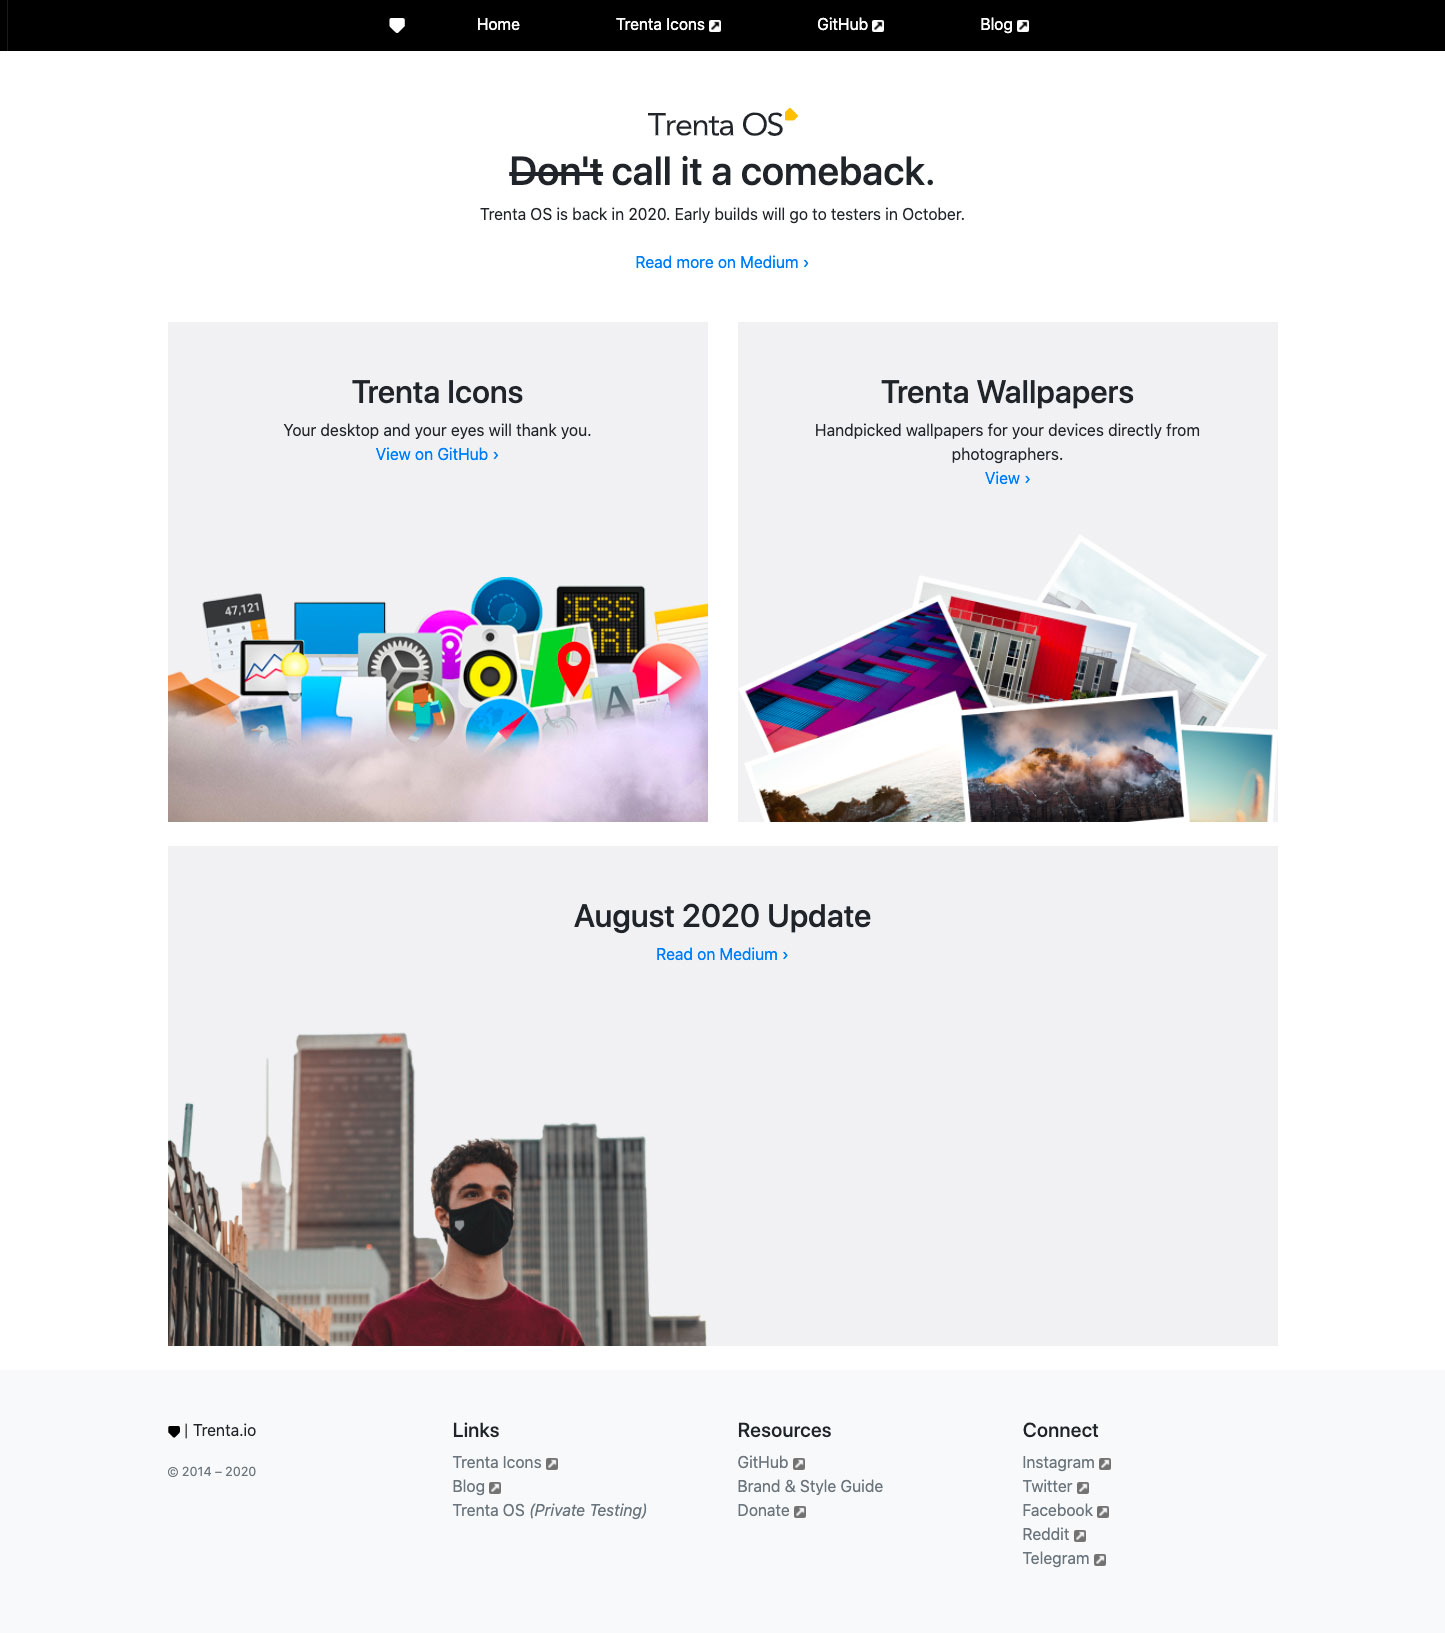 Home Trenta Icons GitHub Blog
Trenta OS
Don't call it a comeback.
Trenta OS is back in 2020. Early builds will go to testers in October.
Read more on Medium ›
Trenta Icons
Your desktop and your eyes will thank you.
View on GitHub ›
47,121
ESS
RL
A
Trenta Wallpapers
Handpicked wallpapers for your devices directly from
photographers.
View ›
August 2020 Update
Read on Medium ›
| Trenta.io
© 2014 – 2020
Links
Trenta Icons
Blog
Trenta OS (Private Testing)
Resources
GitHub
Brand & Style Guide
Donate
Connect
Instagram
Twitter
Facebook
Reddit
Telegram